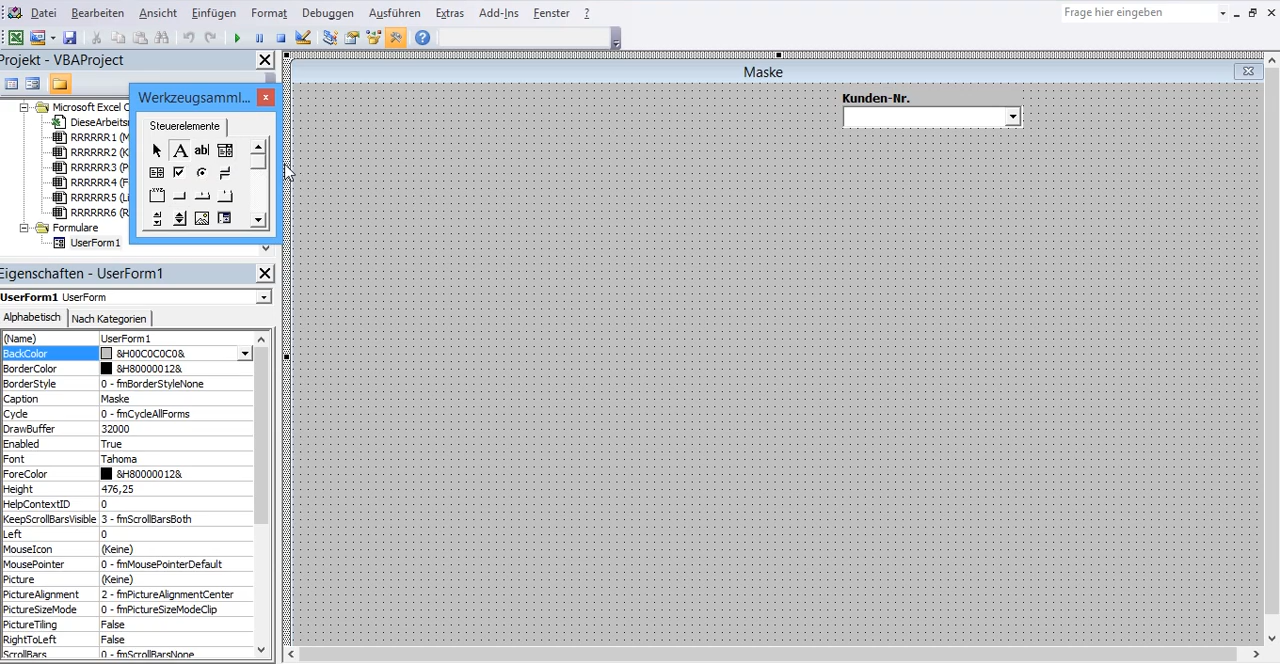 Datei Bearbeiten Ansicht Einfügen Format Debuggen Ausführen Extras Add-Ins Fenster ? Frage hier eingeben
Projekt - VBAProject
Werkzeugsamml...
Steuerelemente
A ab|
Microsoft Excel O
DieseArbeits
RRRRRR1 (M
RRRRRR2 (K
RRRRRR3 (P
RRRRRR4 (F
RRRRRR5 (Li
RRRRRR6 (R
Formulare
UserForm1
Eigenschaften - UserForm1
UserForm1 UserForm
Alphabetisch Nach Kategorien
(Name) UserForm1
BackColor &H00C0C0C0&
BorderColor &H80000012&
BorderStyle 0 - fmBorderStyleNone
Caption Maske
Cycle 0 - fmCycleAllForms
DrawBuffer 32000
Enabled True
Font Tahoma
ForeColor &H80000012&
Height 476,25
HelpContextID 0
KeepScrollBarsVisible 3 - fmScrollBarsBoth
Left 0
MouseIcon (Keine)
MousePointer 0 - fmMousePointerDefault
Picture (Keine)
PictureAlignment 2 - fmPictureAlignmentCenter
PictureSizeMode 0 - fmPictureSizeModeClip
PictureTiling False
RightToLeft False
ScrollBars 0 - fmScrollBarsNone
Maske
Kunden-Nr.